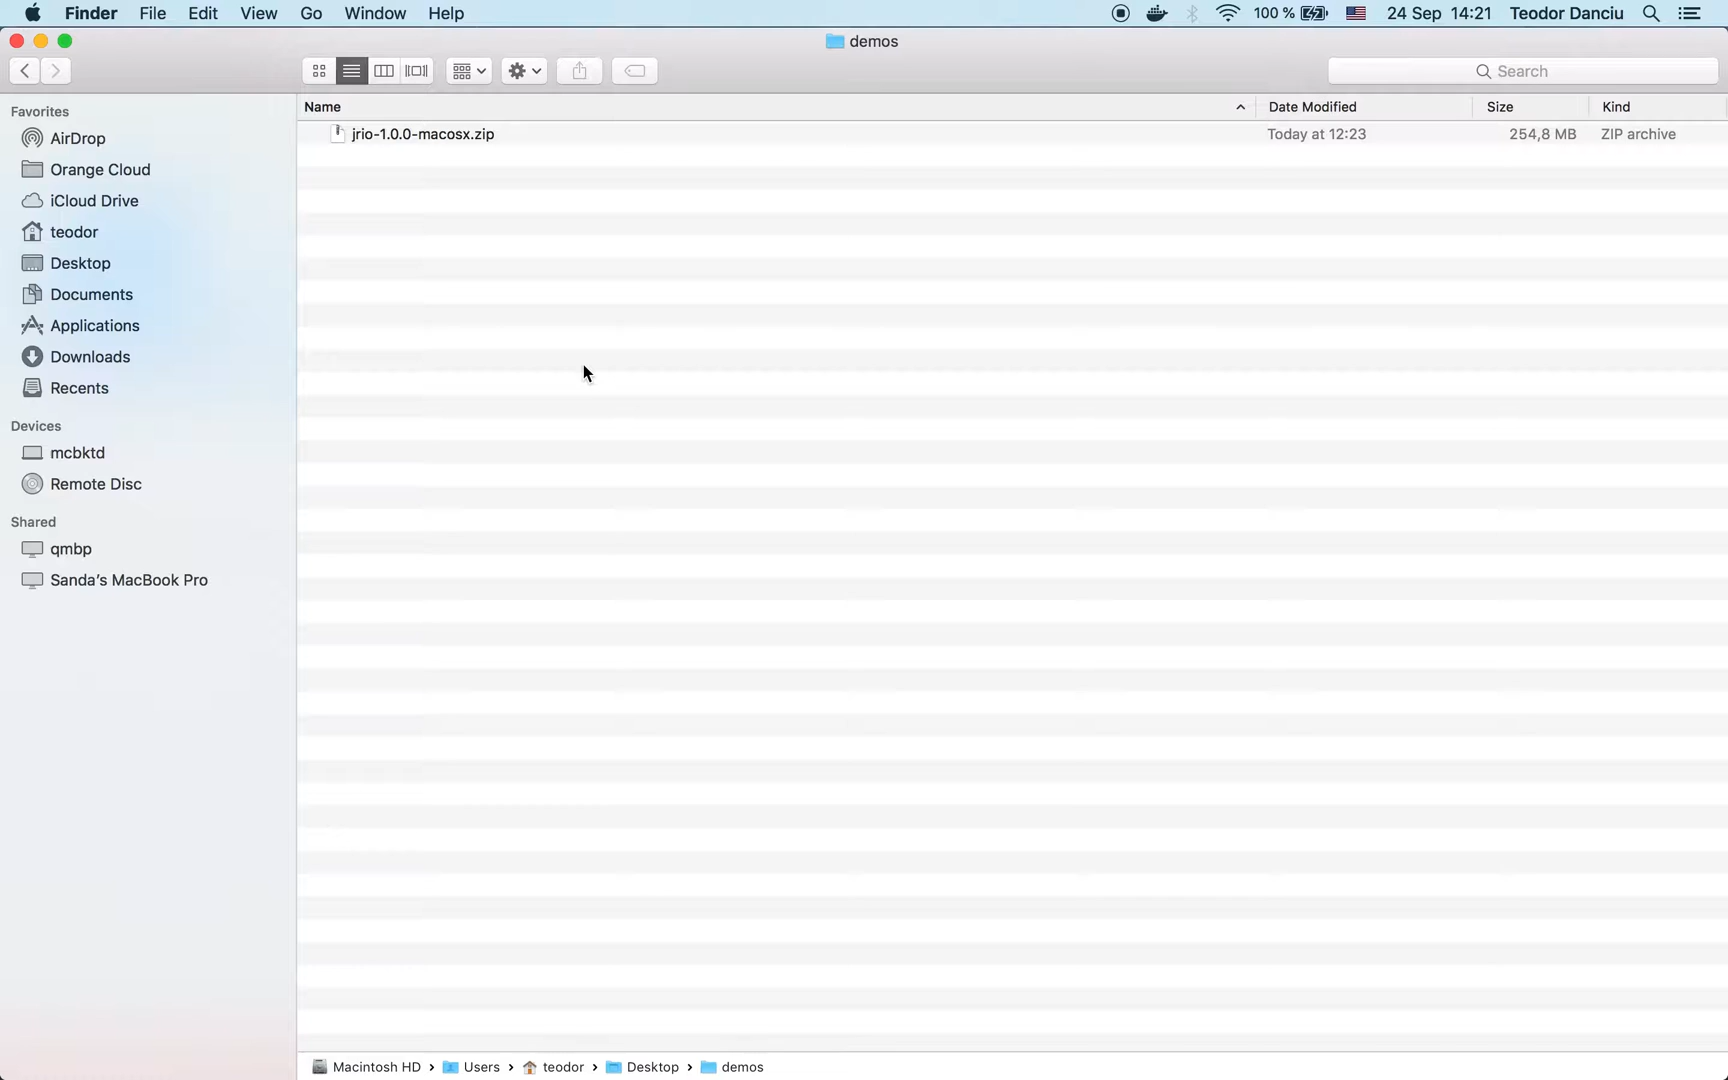 Finder File Edit View Go Window Help 100 % 24 Sep 14:21 Teodor Danciu
demos
Search
Favorites
AirDrop
Orange Cloud
iCloud Drive
teodor
Desktop
Documents
Applications
Downloads
Recents
Devices
mcbktd
Remote Disc
Shared
qmbp
Sanda’s MacBook Pro
Name Date Modified Size Kind
jrio-1.0.0-macosx.zip Today at 12:23 254,8 MB ZIP archive
Macintosh HD › Users › teodor › Desktop › demos